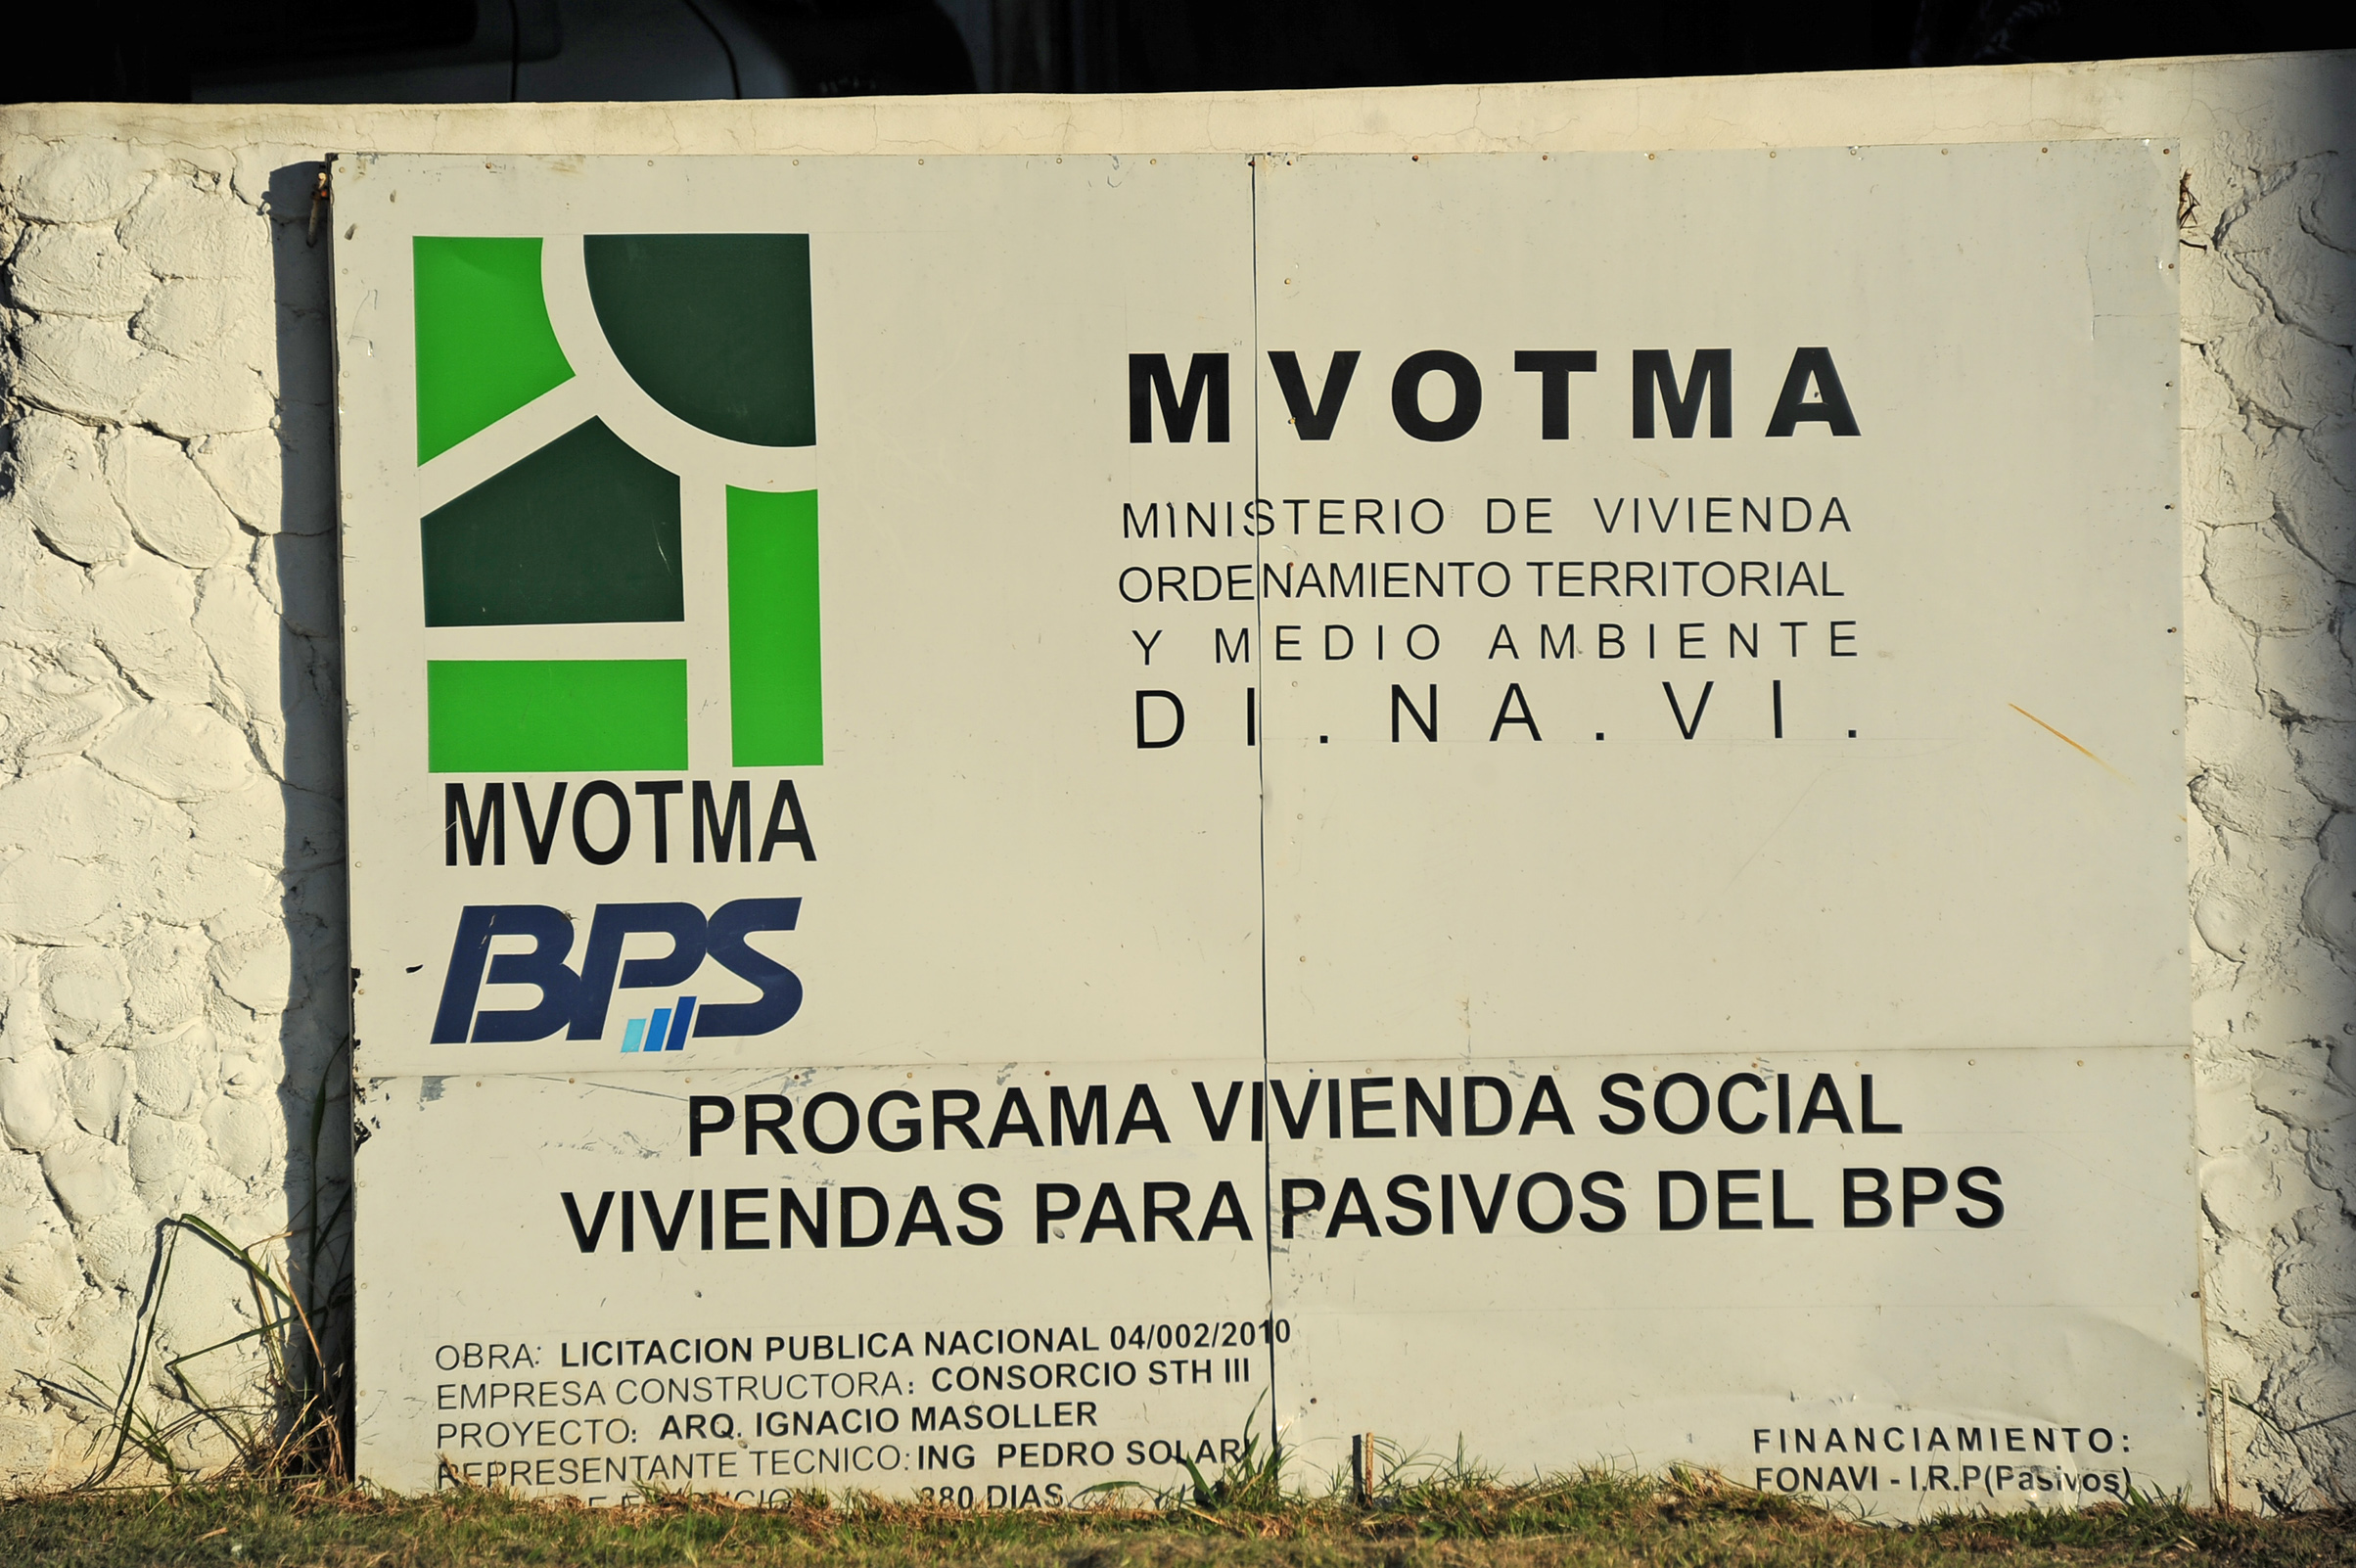 MVOTMA
MINISTERIO DE VIVIENDA
ORDENAMIENTO TERRITORIAL
Y MEDIO AMBIENTE
DI.NA.VI.
MVOTMA
BPS
PROGRAMA VIVIENDA SOCIAL
VIVIENDAS PARA PASIVOS DEL BPS
OBRA: LICITACION PUBLICA NACIONAL 04/002/2010
EMPRESA CONSTRUCTORA: CONSORCIO STH III
PROYECTO: ARQ. IGNACIO MASOLLER
REPRESENTANTE TECNICO: ING PEDRO SOLARI
380 DIAS
FINANCIAMIENTO:
FONAVI - I.R.P(Pasivos)